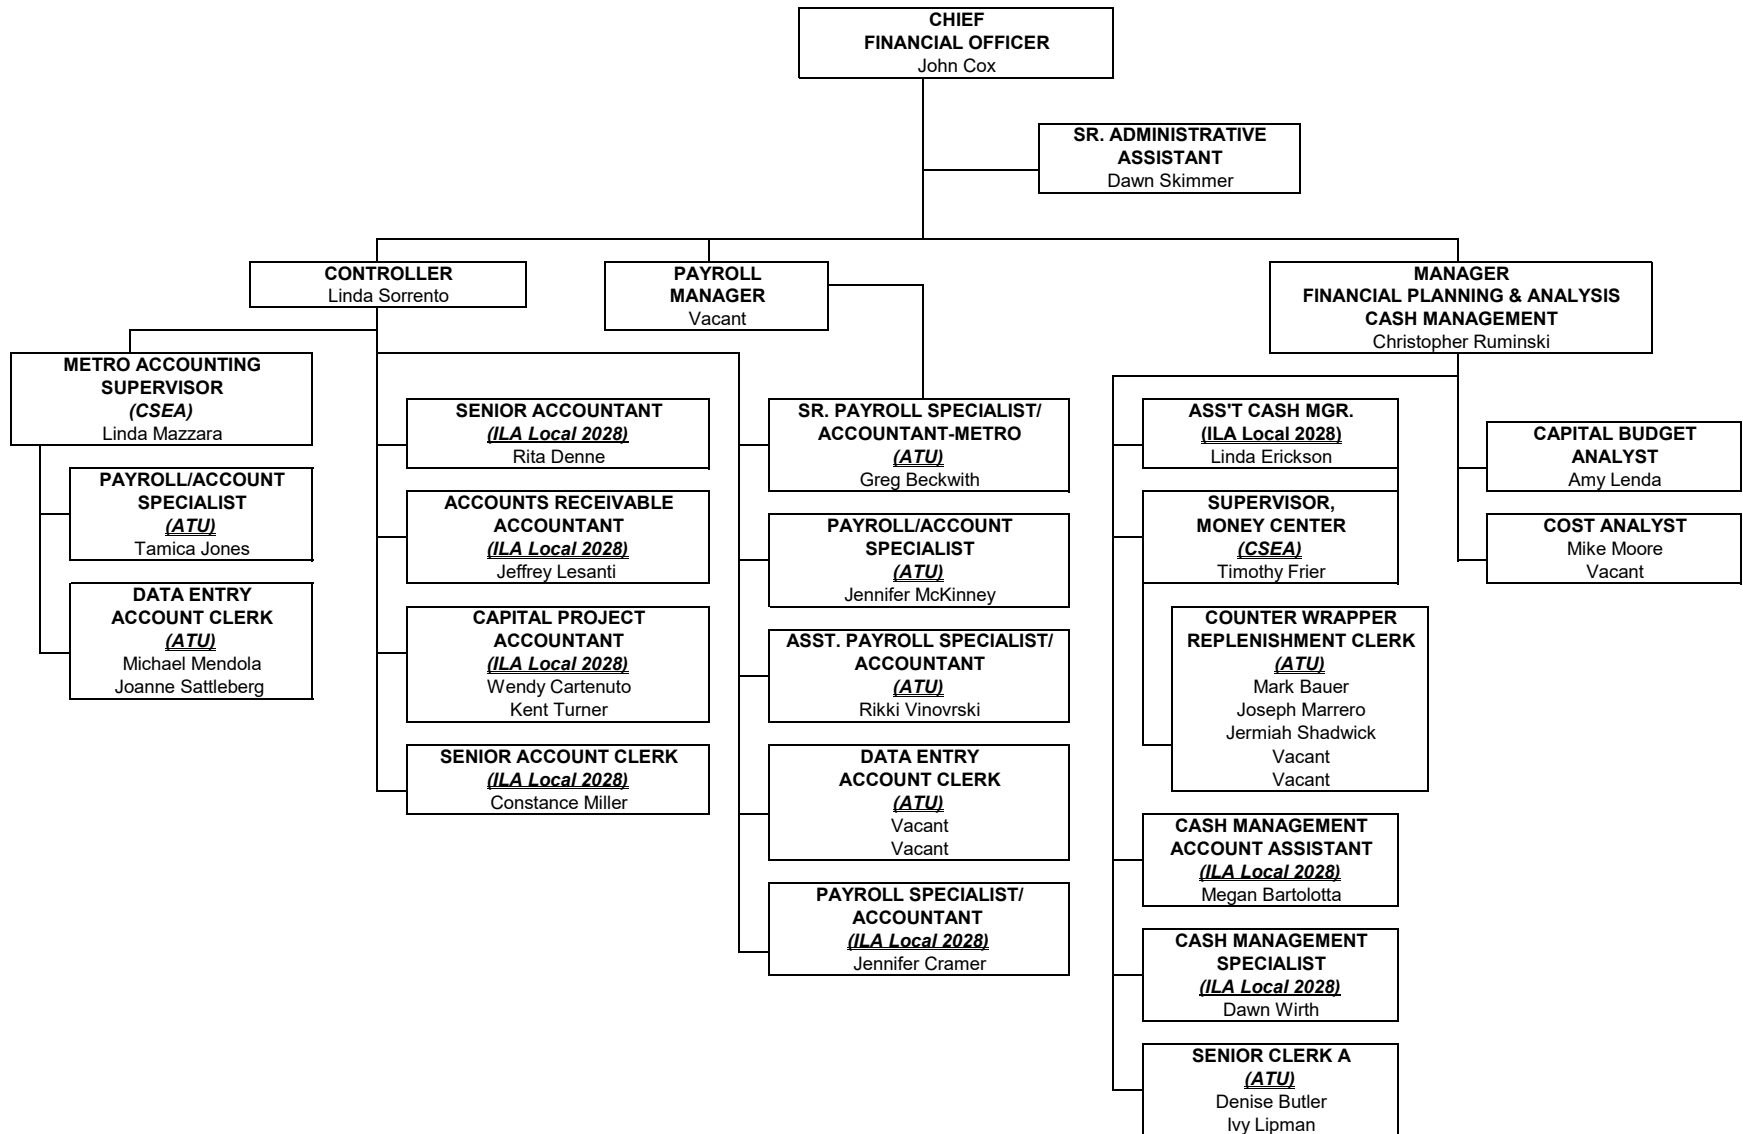 CHIEF
FINANCIAL OFFICER
John Cox
SR. ADMINISTRATIVE
ASSISTANT
Dawn Skimmer
CONTROLLER
Linda Sorrento
PAYROLL
MANAGER
Vacant
MANAGER
FINANCIAL PLANNING & ANALYSIS
CASH MANAGEMENT
Christopher Ruminski
METRO ACCOUNTING
SUPERVISOR
(CSEA)
Linda Mazzara
PAYROLL/ACCOUNT
SPECIALIST
(ATU)
Tamica Jones
DATA ENTRY
ACCOUNT CLERK
(ATU)
Michael Mendola
Joanne Sattleberg
SENIOR ACCOUNTANT
(ILA Local 2028)
Rita Denne
ACCOUNTS RECEIVABLE
ACCOUNTANT
(ILA Local 2028)
Jeffrey Lesanti
CAPITAL PROJECT
ACCOUNTANT
(ILA Local 2028)
Wendy Cartenuto
Kent Turner
SENIOR ACCOUNT CLERK
(ILA Local 2028)
Constance Miller
SR. PAYROLL SPECIALIST/
ACCOUNTANT-METRO
(ATU)
Greg Beckwith
PAYROLL/ACCOUNT
SPECIALIST
(ATU)
Jennifer McKinney
ASST. PAYROLL SPECIALIST/
ACCOUNTANT
(ATU)
Rikki Vinovrski
DATA ENTRY
ACCOUNT CLERK
(ATU)
Vacant
Vacant
PAYROLL SPECIALIST/
ACCOUNTANT
(ILA Local 2028)
Jennifer Cramer
ASS'T CASH MGR.
(ILA Local 2028)
Linda Erickson
SUPERVISOR,
MONEY CENTER
(CSEA)
Timothy Frier
COUNTER WRAPPER
REPLENISHMENT CLERK
(ATU)
Mark Bauer
Joseph Marrero
Jermiah Shadwick
Vacant
Vacant
CASH MANAGEMENT
ACCOUNT ASSISTANT
(ILA Local 2028)
Megan Bartolotta
CASH MANAGEMENT
SPECIALIST
(ILA Local 2028)
Dawn Wirth
SENIOR CLERK A
(ATU)
Denise Butler
Ivy Lipman
CAPITAL BUDGET
ANALYST
Amy Lenda
COST ANALYST
Mike Moore
Vacant